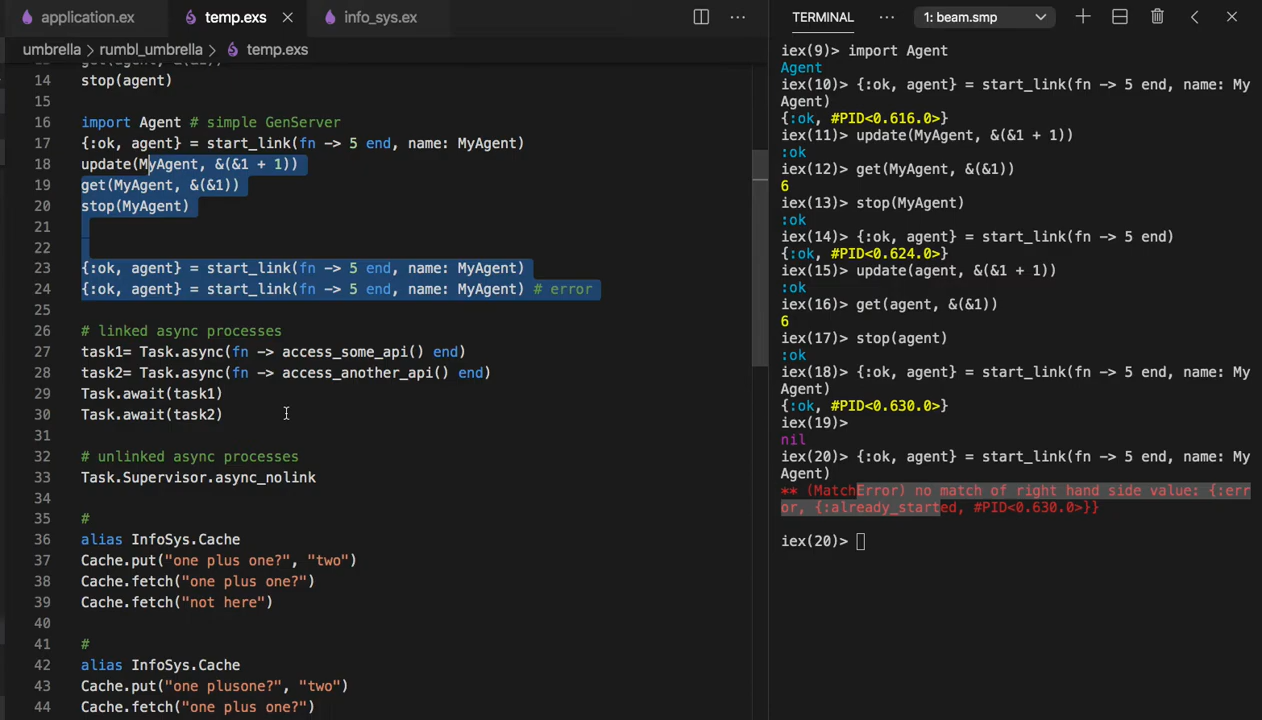 application.ex
temp.exs
info_sys.ex
umbrella > rumbl_umbrella > temp.exs
14 stop(agent)
15
16 import Agent # simple GenServer
17 {:ok, agent} = start_link(fn -> 5 end, name: MyAgent)
18 update(MyAgent, &(&1 + 1))
19 get(MyAgent, &(&1))
20 stop(MyAgent)
21
22
23 {:ok, agent} = start_link(fn -> 5 end, name: MyAgent)
24 {:ok, agent} = start_link(fn -> 5 end, name: MyAgent) # error
25
26 # linked async processes
27 task1= Task.async(fn -> access_some_api() end)
28 task2= Task.async(fn -> access_another_api() end)
29 Task.await(task1)
30 Task.await(task2)
31
32 # unlinked async processes
33 Task.Supervisor.async_nolink
34
35 #
36 alias InfoSys.Cache
37 Cache.put("one plus one?", "two")
38 Cache.fetch("one plus one?")
39 Cache.fetch("not here")
40
41 #
42 alias InfoSys.Cache
43 Cache.put("one plusone?", "two")
44 Cache.fetch("one plus one?")
TERMINAL
1: beam.smp
iex(9)> import Agent
Agent
iex(10)> {:ok, agent} = start_link(fn -> 5 end, name: My
Agent)
{:ok, #PID<0.616.0>}
iex(11)> update(MyAgent, &(&1 + 1))
:ok
iex(12)> get(MyAgent, &(&1))
6
iex(13)> stop(MyAgent)
:ok
iex(14)> {:ok, agent} = start_link(fn -> 5 end)
{:ok, #PID<0.624.0>}
iex(15)> update(agent, &(&1 + 1))
:ok
iex(16)> get(agent, &(&1))
6
iex(17)> stop(agent)
:ok
iex(18)> {:ok, agent} = start_link(fn -> 5 end, name: My
Agent)
{:ok, #PID<0.630.0>}
iex(19)>
nil
iex(20)> {:ok, agent} = start_link(fn -> 5 end, name: My
Agent)
** (MatchError) no match of right hand side value: {:err
or, {:already_started, #PID<0.630.0>}}
iex(20)>